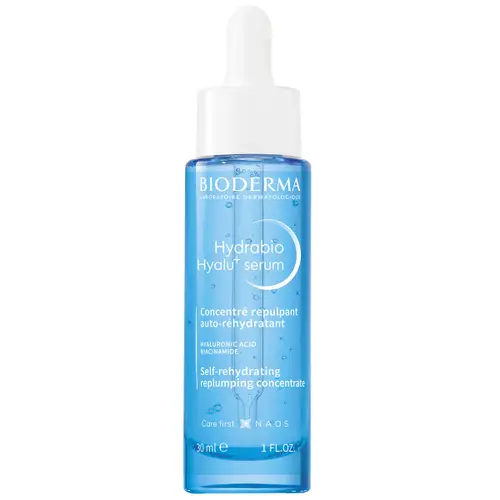 BIODERMA
LABORATOIRE DERMATOLOGIQUE
Hydrabio
Hyalu+ serum
Concentré repulpant
auto-réhydratant
HYALURONIC ACID
NIACINAMIDE
Self-rehydrating
replumping concentrate
Care first NAOS
30 ml e 1 FL.OZ.